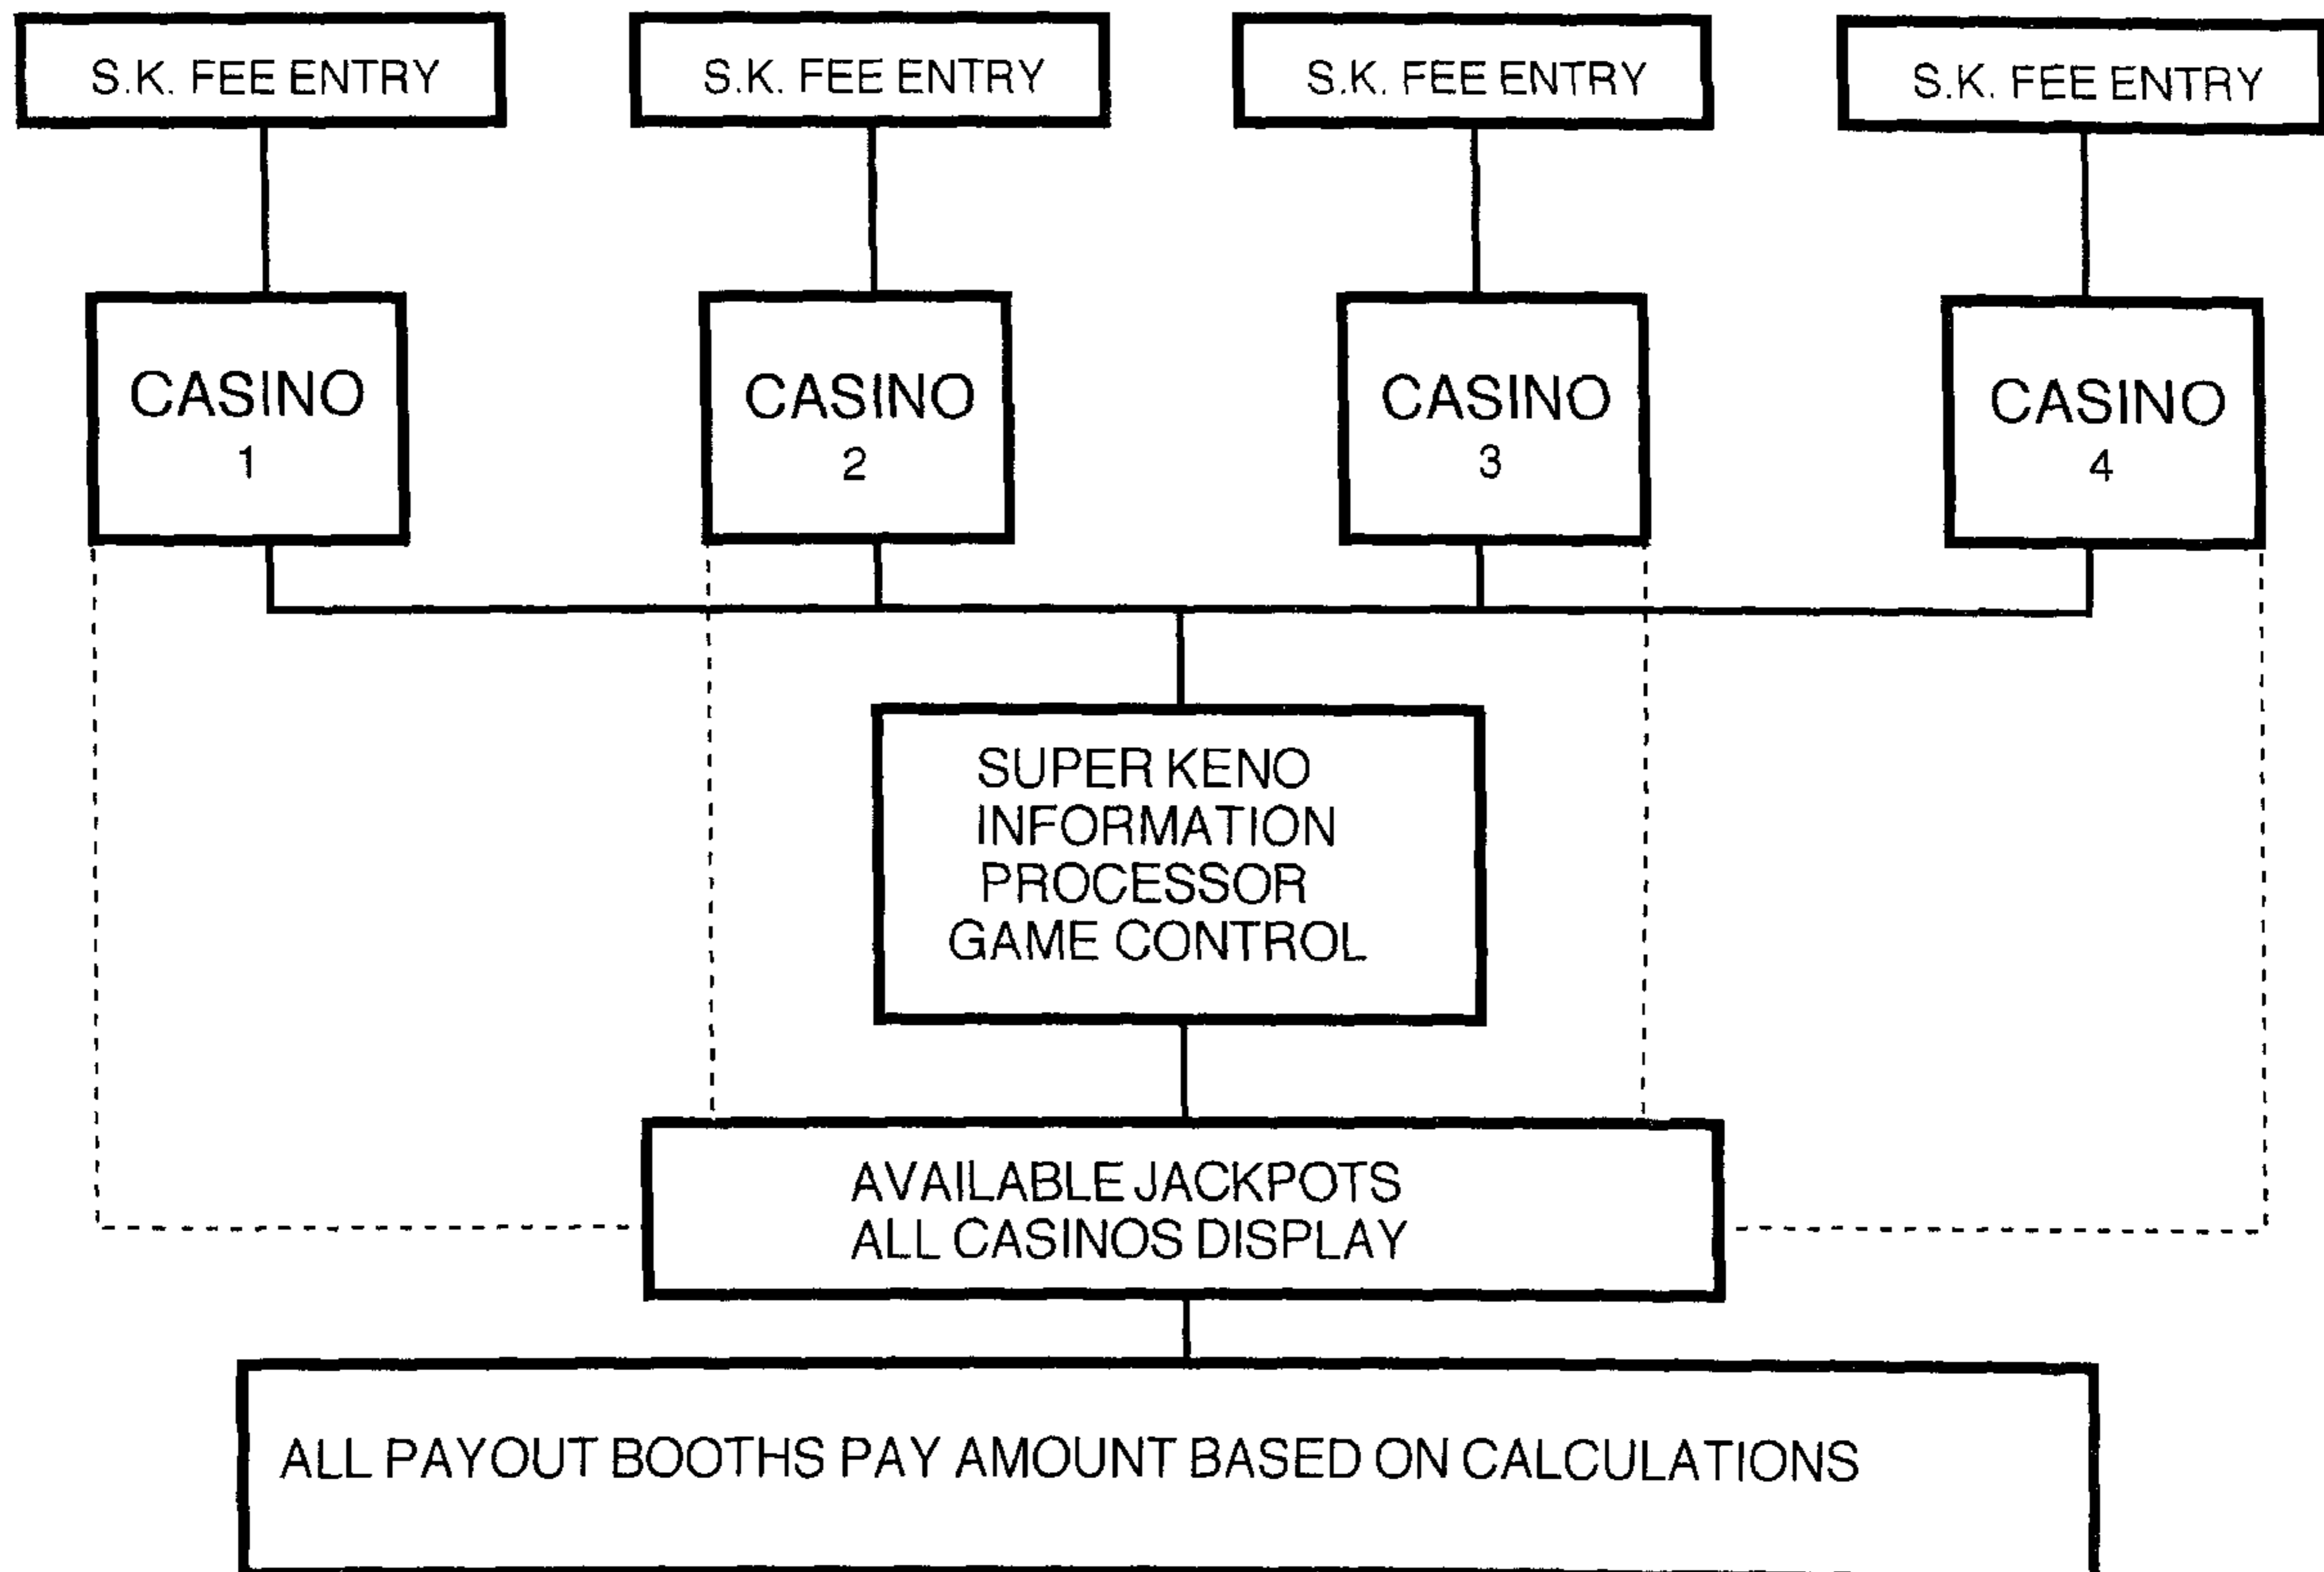 S.K. FEE ENTRY
S.K. FEE ENTRY
S.K. FEE ENTRY
S.K. FEE ENTRY
CASINO
1
CASINO
2
CASINO
3
CASINO
4
SUPER KENO
INFORMATION
PROCESSOR
GAME CONTROL
AVAILABLE JACKPOTS
ALL CASINOS DISPLAY
ALL PAYOUT BOOTHS PAY AMOUNT BASED ON CALCULATIONS